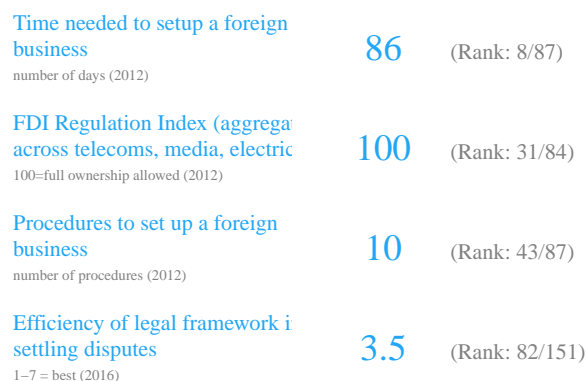 Time needed to setup a foreign
business
number of days (2012)
86
(Rank: 8/87)
FDI Regulation Index (aggrega
across telecoms, media, electric
100=full ownership allowed (2012)
100
(Rank: 31/84)
Procedures to set up a foreign
business
number of procedures (2012)
10
(Rank: 43/87)
Efficiency of legal framework i
settling disputes
1–7 = best (2016)
3.5
(Rank: 82/151)